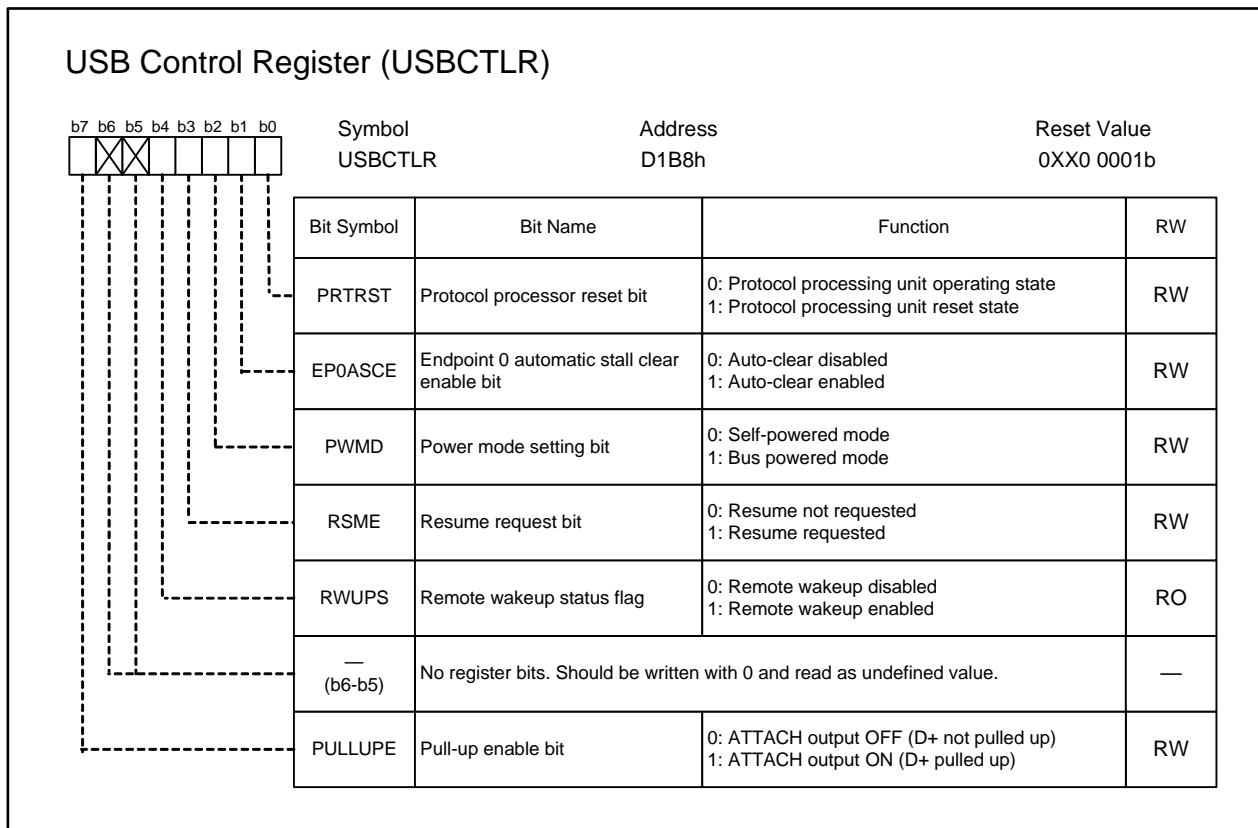 USB Control Register (USBCTLR)
b7 b6 b5 b4 b3 b2 b1 b0
Symbol Address Reset Value
USBCTLR D1B8h 0XX0 0001b
Bit Symbol Bit Name Function RW
PRTRST Protocol processor reset bit 0: Protocol processing unit operating state
1: Protocol processing unit reset state RW
EP0ASCE Endpoint 0 automatic stall clear
enable bit 0: Auto-clear disabled
1: Auto-clear enabled RW
PWMD Power mode setting bit 0: Self-powered mode
1: Bus powered mode RW
RSME Resume request bit 0: Resume not requested
1: Resume requested RW
RWUPS Remote wakeup status flag 0: Remote wakeup disabled
1: Remote wakeup enabled RO
—
(b6-b5) No register bits. Should be written with 0 and read as undefined value. —
PULLUPE Pull-up enable bit 0: ATTACH output OFF (D+ not pulled up)
1: ATTACH output ON (D+ pulled up) RW